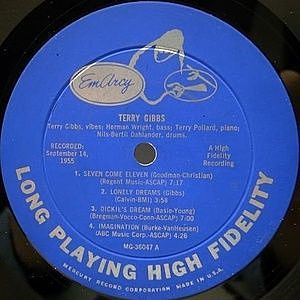 EmArcy
TERRY GIBBS
Terry Gibbs, vibes; Herman Wright, bass; Terry Pollard, piano;
Nils-Bertil Dahlander, drums.
RECORDED:
September 14,
1955
A High
Fidelity
Recording
1. SEVEN COME ELEVEN (Goodman-Christian)
(Regent Music-ASCAP) 7:17
2. LONELY DREAMS (Gibbs)
(Calvin-BMI) 3:58
3. DICKIE'S DREAM (Basie-Young)
(Bregman-Vocco-Conn-ASCAP) 7:00
4. IMAGINATION (Burke-VanHeusen)
(ABC Music Corp.-ASCAP) 4:26
MG-36047 A
LONG PLAYING HIGH FIDELITY
MERCURY RECORD CORPORATION MADE IN U.S.A.